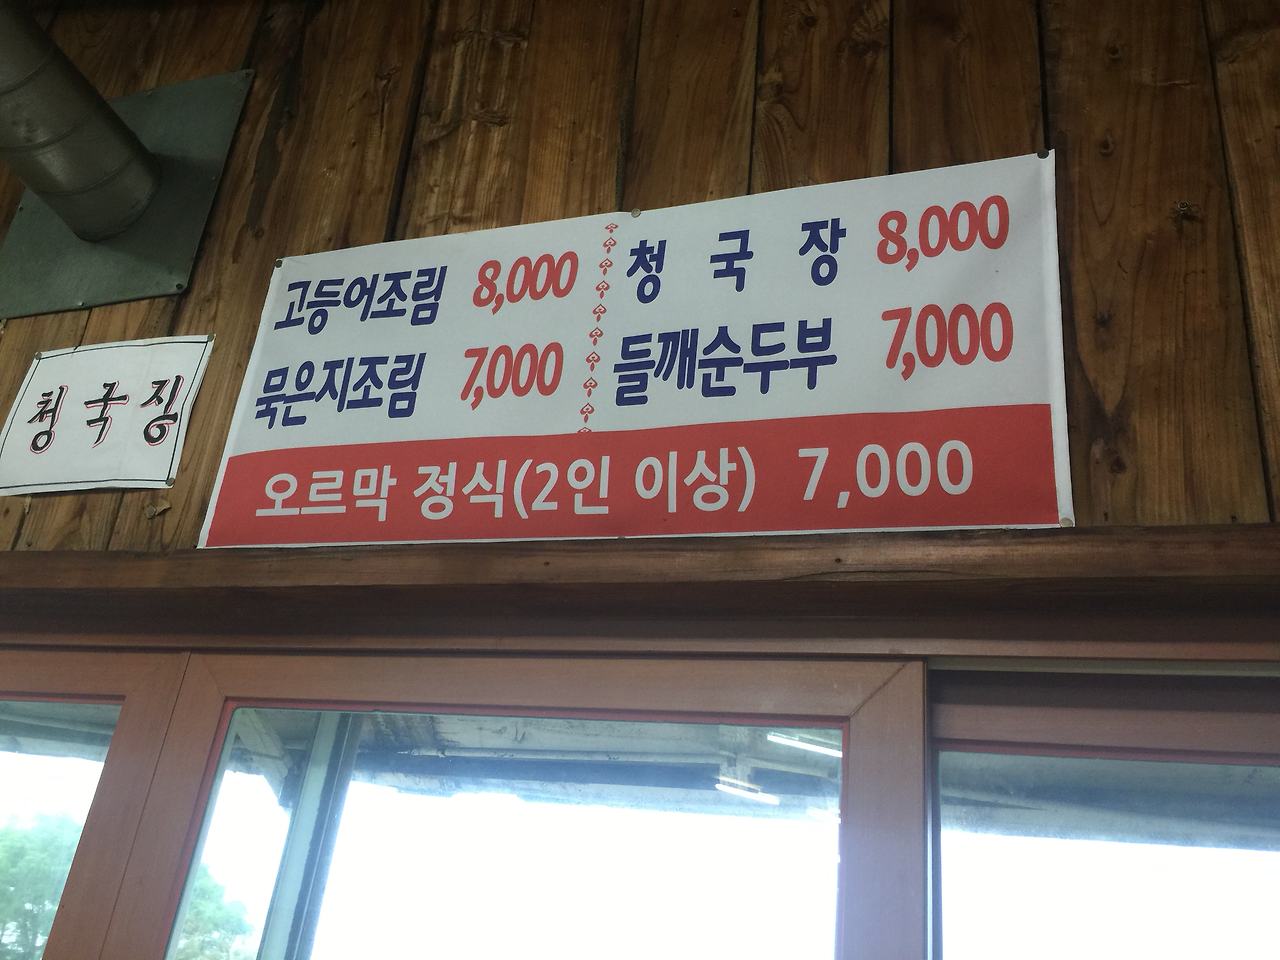 고등어조림 8,000
청 국 장 8,000
묵은지조림 7,000
들깨순두부 7,000
오르막 정식(2인 이상) 7,000
청 국 장